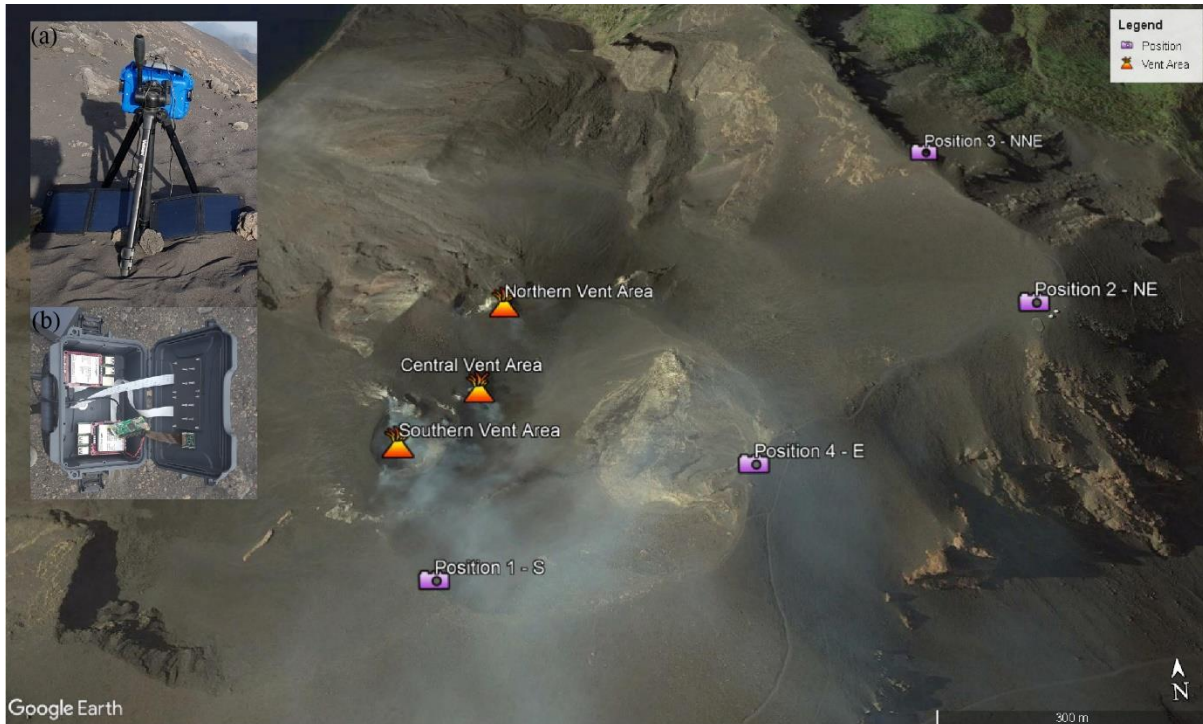 (a)
(b)
Legend
Position
Vent Area
Position 3 - NNE
Northern Vent Area
Position 2 - NE
Central Vent Area
Southern Vent Area
Position 4 - E
Position 1 - S
Google Earth
N
300 m